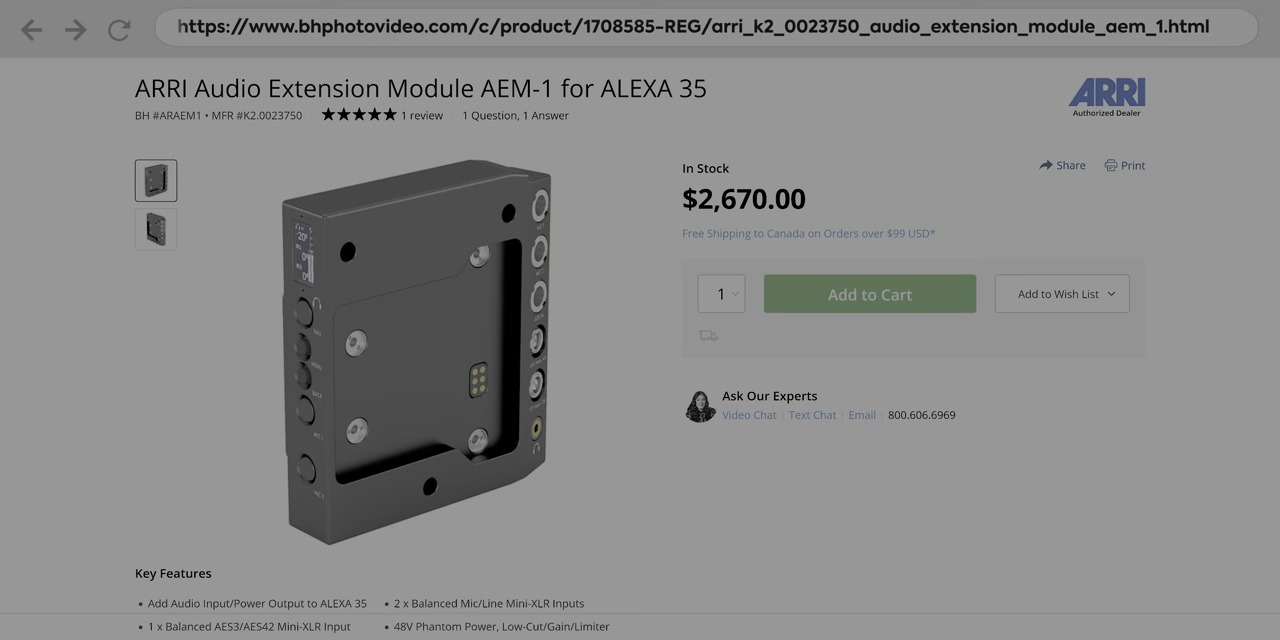 https://www.bhphotovideo.com/c/product/1708585-REG/arri_k2_0023750_audio_extension_module_aem_1.html
ARRI Audio Extension Module AEM-1 for ALEXA 35
BH #ARAEM1 • MFR #K2.0023750 ★★★★★ 1 review 1 Question, 1 Answer
ARRI
Authorized Dealer
In Stock
Share Print
$2,670.00
Free Shipping to Canada on Orders over $99 USD*
1 Add to Cart Add to Wish List
Ask Our Experts
Video Chat Text Chat Email 800.606.6969
Key Features
• Add Audio Input/Power Output to ALEXA 35
• 2 x Balanced Mic/Line Mini-XLR Inputs
• 1 x Balanced AES3/AES42 Mini-XLR Input
• 48V Phantom Power, Low-Cut/Gain/Limiter